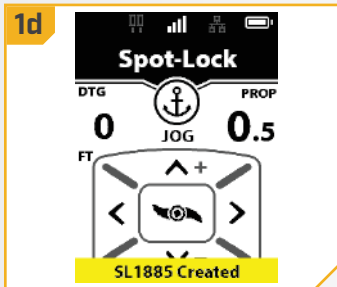 1d
Spot-Lock
DTG
PROP
0
JOG
0.5
FT
+
SL1885 Created